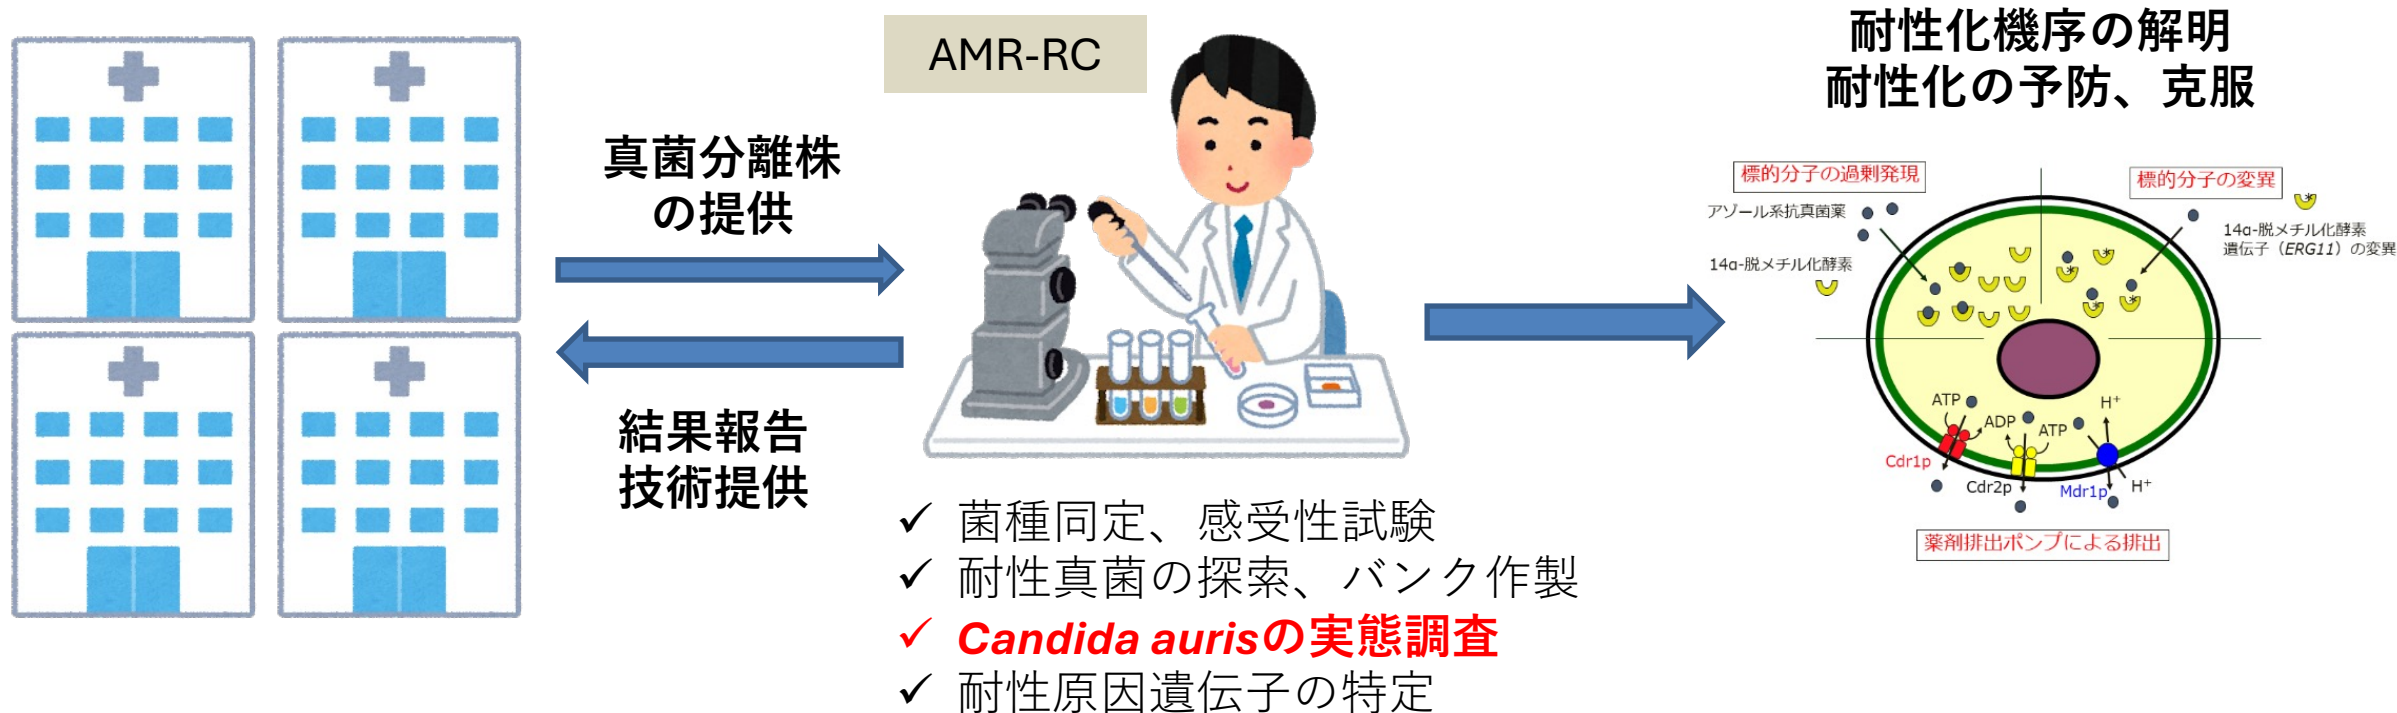 AMR-RC
真菌分離株
の提供
結果報告
技術提供
✓ 菌種同定、感受性試験
✓ 耐性真菌の探索、バンク作製
✓ Candida aurisの実態調査
✓ 耐性原因遺伝子の特定
耐性化機序の解明
耐性化の予防、克服
標的分子の過剰発現
アゾール系抗真菌薬
14α-脱メチル化酵素
標的分子の変異
14α-脱メチル化酵素
遺伝子（ERG11）の変異
*
*
*
*
*
ATP
ADP
ATP
H⁺
Cdr1p
Cdr2p
Mdr1p
H⁺
薬剤排出ポンプによる排出